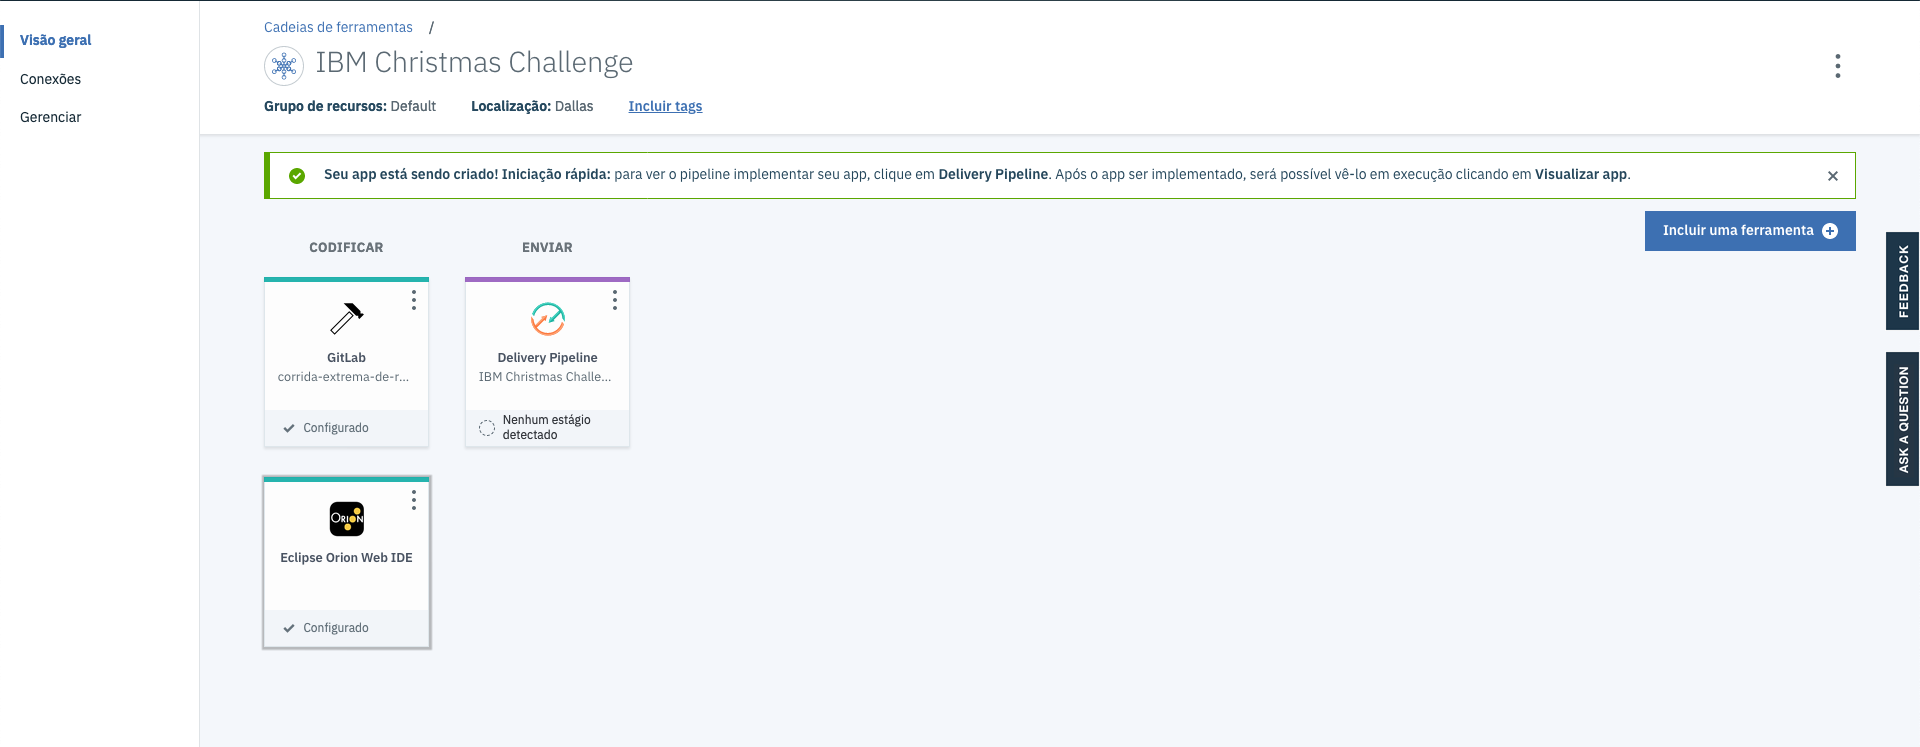 Visão geral
Conexões
Gerenciar
Cadeias de ferramentas /
IBM Christmas Challenge
Grupo de recursos: Default Localização: Dallas Incluir tags
Seu app está sendo criado! Iniciação rápida: para ver o pipeline implementar seu app, clique em Delivery Pipeline. Após o app ser implementado, será possível vê-lo em execução clicando em Visualizar app.
Incluir uma ferramenta
CODIFICAR
ENVIAR
GitLab
corrida-extrema-de-r...
Configurado
Delivery Pipeline
IBM Christmas Challe...
Nenhum estágio
detectado
ORION
Eclipse Orion Web IDE
Configurado
FEEDBACK
ASK A QUESTION